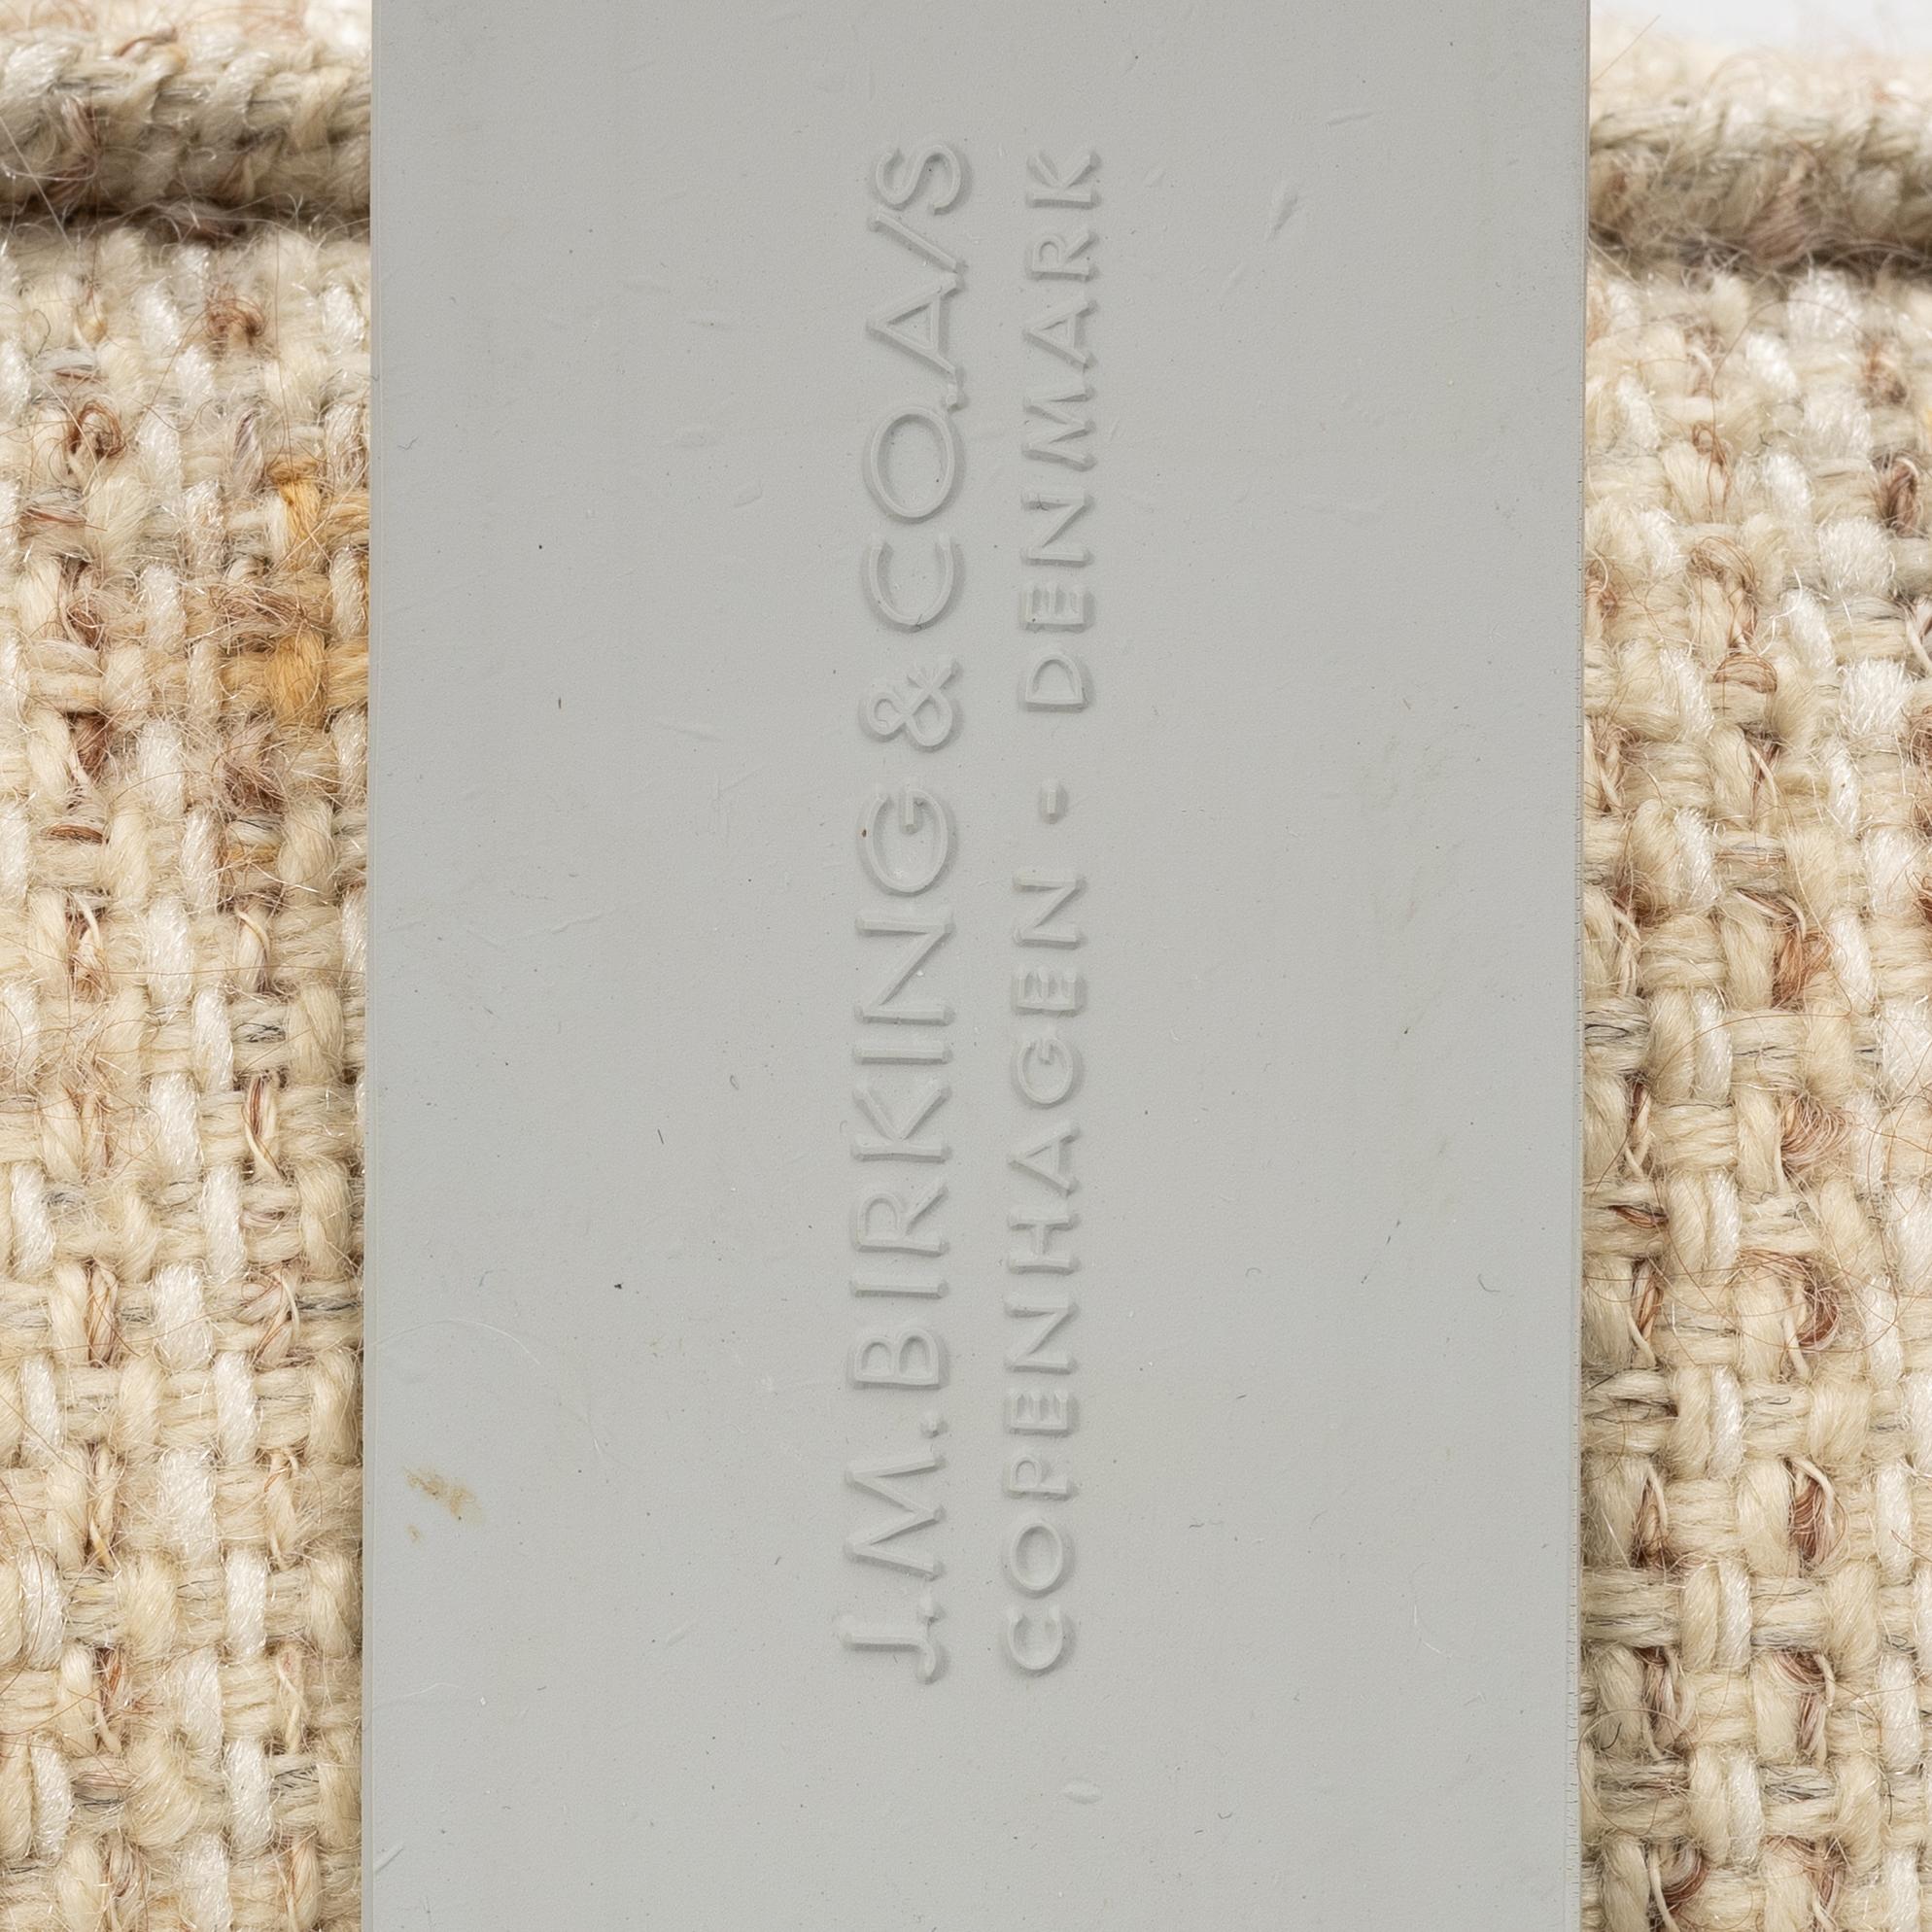 J.M. BIRKING & CO. A/S
COPENHAGEN - DENMARK